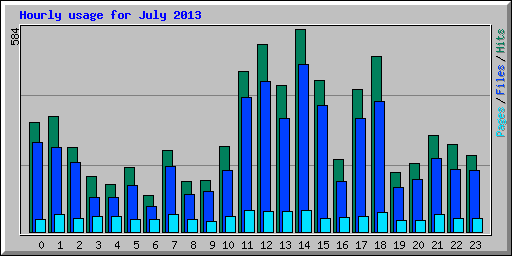 Hourly usage for July 2013
584
Pages/Files/Hits
0 1 2 3 4 5 6 7 8 9 10 11 12 13 14 15 16 17 18 19 20 21 22 23